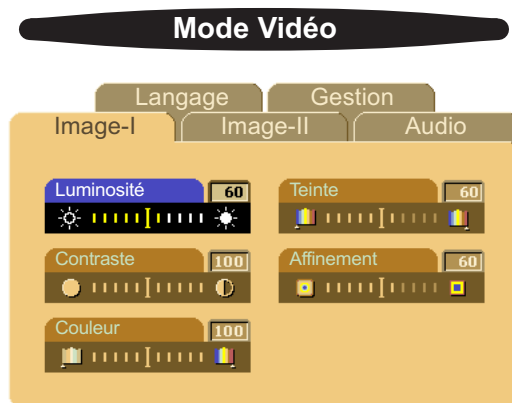 Mode Vidéo
Langage Gestion
Image-I Image-II Audio
Luminosité 60 Teinte 60
Contraste 100 Affinement 60
Couleur 100